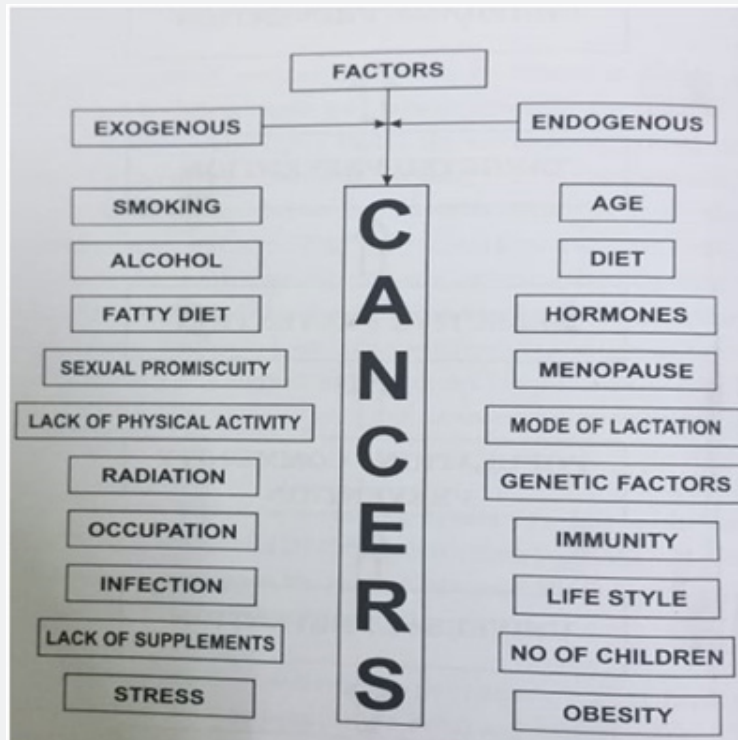 FACTORS
EXOGENOUS
ENDOGENOUS
SMOKING
ALCOHOL
FATTY DIET
SEXUAL PROMISCUITY
LACK OF PHYSICAL ACTIVITY
RADIATION
OCCUPATION
INFECTION
LACK OF SUPPLEMENTS
STRESS
CANCERS
AGE
DIET
HORMONES
MENOPAUSE
MODE OF LACTATION
GENETIC FACTORS
IMMUNITY
LIFE STYLE
NO OF CHILDREN
OBESITY